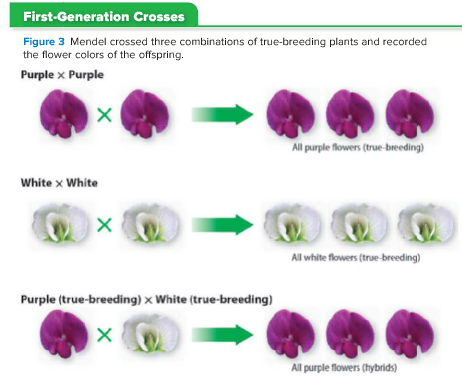 First-Generation Crosses
Figure 3 Mendel crossed three combinations of true-breeding plants and recorded
the flower colors of the offspring.
Purple × Purple
×
All purple flowers (true-breeding)
White × White
×
All white flowers (true-breeding)
Purple (true-breeding) × White (true-breeding)
×
All purple flowers (hybrids)